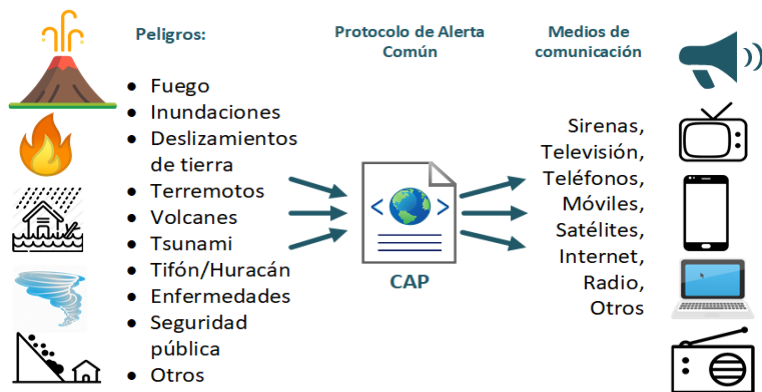 Peligros:
• Fuego
• Inundaciones
• Deslizamientos
de tierra
• Terremotos
• Volcanes
• Tsunami
• Tifón/Huracán
• Enfermedades
• Seguridad
pública
• Otros
Protocolo de Alerta
Común
CAP
Medios de
comunicación
Sirenas,
Televisión,
Teléfonos,
Móviles,
Satélites,
Internet,
Radio,
Otros